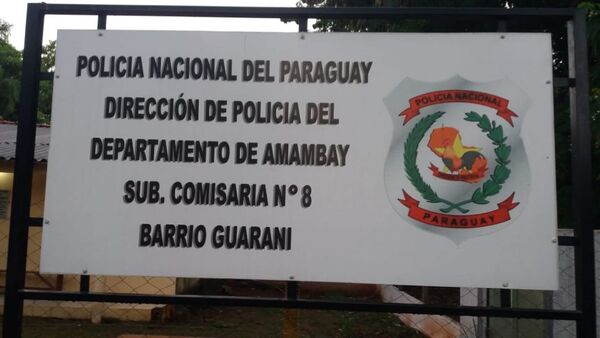 POLICIA NACIONAL DEL PARAGUAY
DIRECCIÓN DE POLICIA DEL
DEPARTAMENTO DE AMAMBAY
SUB. COMISARIA N° 8
BARRIO GUARANI
POLICIA NACIONAL
PARAGUAY